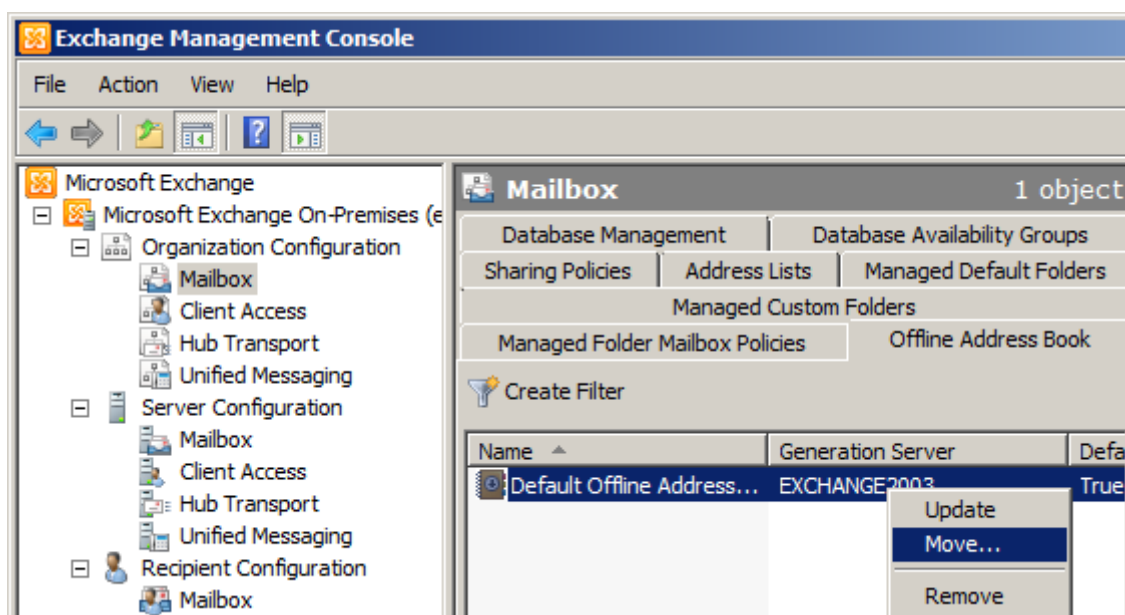 Exchange Management Console
File Action View Help
Microsoft Exchange
Microsoft Exchange On-Premises (e
Organization Configuration
Mailbox
Client Access
Hub Transport
Unified Messaging
Server Configuration
Mailbox
Client Access
Hub Transport
Unified Messaging
Recipient Configuration
Mailbox
Mailbox 1 object
Database Management Database Availability Groups
Sharing Policies Address Lists Managed Default Folders
Managed Custom Folders
Managed Folder Mailbox Policies Offline Address Book
Create Filter
Name Generation Server Defa
Default Offline Address... EXCHANGE2003 True
Update
Move...
Remove